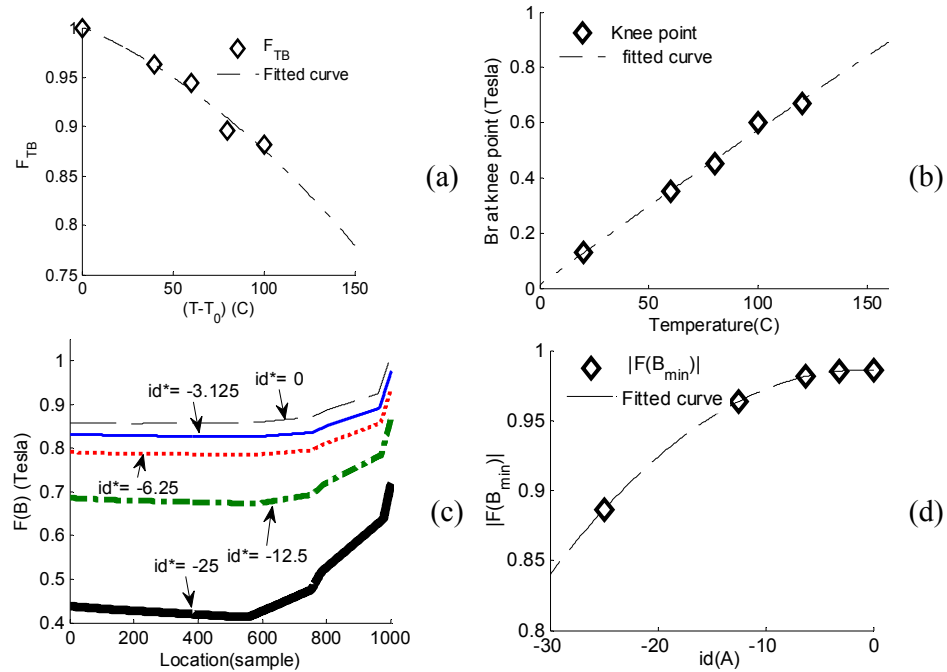 1
0.95
0.9
0.85
0.8
0.75
F_TB
0
50
100
150
(T-T_0) (C)
F_TB
Fitted curve
(a)
1
0.8
0.6
0.4
0.2
0
Br at knee point (Tesla)
0
50
100
150
Temperature(C)
Knee point
fitted curve
(b)
1
0.9
0.8
0.7
0.6
0.5
0.4
F(B) (Tesla)
0
200
400
600
800
1000
Location(sample)
id*= -3.125
id*= 0
id*= -6.25
id*= -12.5
id*= -25
(c)
1
0.95
0.9
0.85
0.8
|F(B_min)|
-30
-20
-10
0
id(A)
|F(B_min)|
Fitted curve
(d)